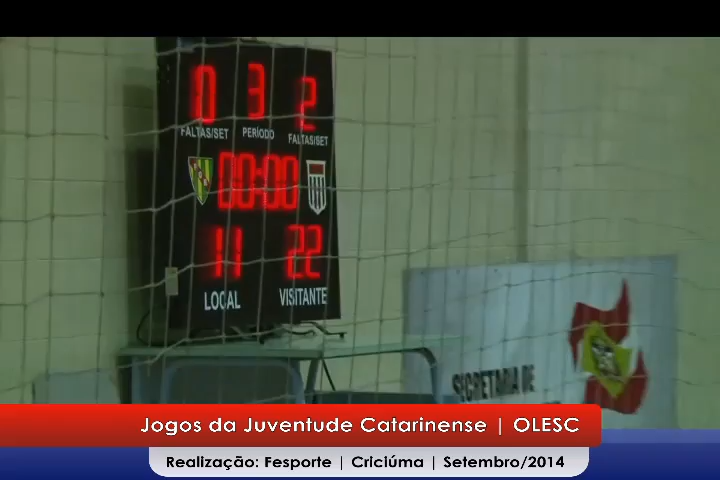 0 3 2
FALTAS/SET PERÍODO FALTAS/SET
00:00
11 22
LOCAL VISITANTE
SECRETARIA DE
Jogos da Juventude Catarinense | OLESC
Realização: Fesporte | Criciúma | Setembro/2014